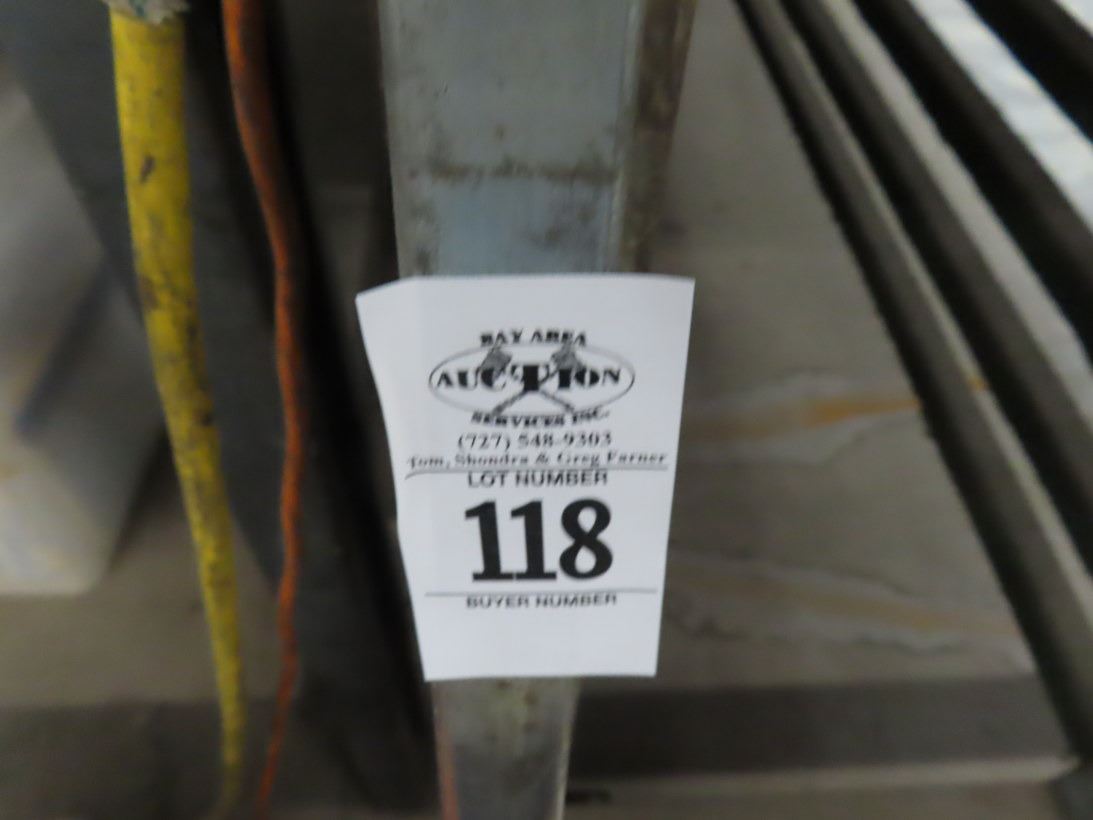 BAY AREA
AUCTION
SERVICES INC.
(727) 548-9303
Tom, Shondra & Greg Farner
LOT NUMBER
118
BUYER NUMBER